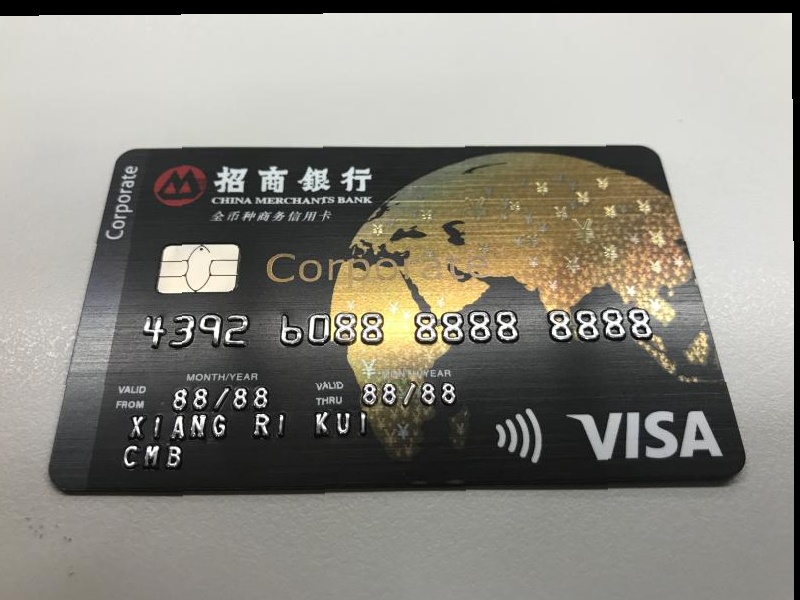 Corporate
招商銀行
CHINA MERCHANTS BANK
全币种商务信用卡
Corporate
4392 6088 8888 8888
MONTH/YEAR MONTH/YEAR
VALID FROM 88/88 VALID THRU 88/88
XIANG RI KUI
CMB
VISA